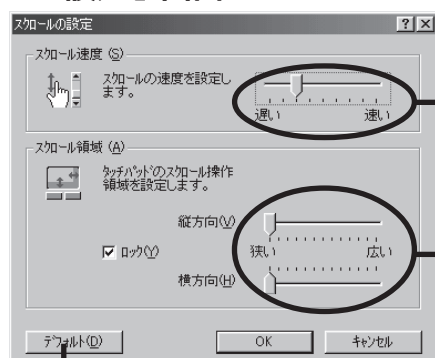 スクロールの設定
スクロール速度 (S)
スクロールの速度を設定し
ます。
遅い 速い
スクロール領域 (A)
タッチパッドのスクロール操作
領域を設定します。
縦方向(V)
ロック(Y)
狭い 広い
横方向(H)
デフォルト(D) OK キャンセル